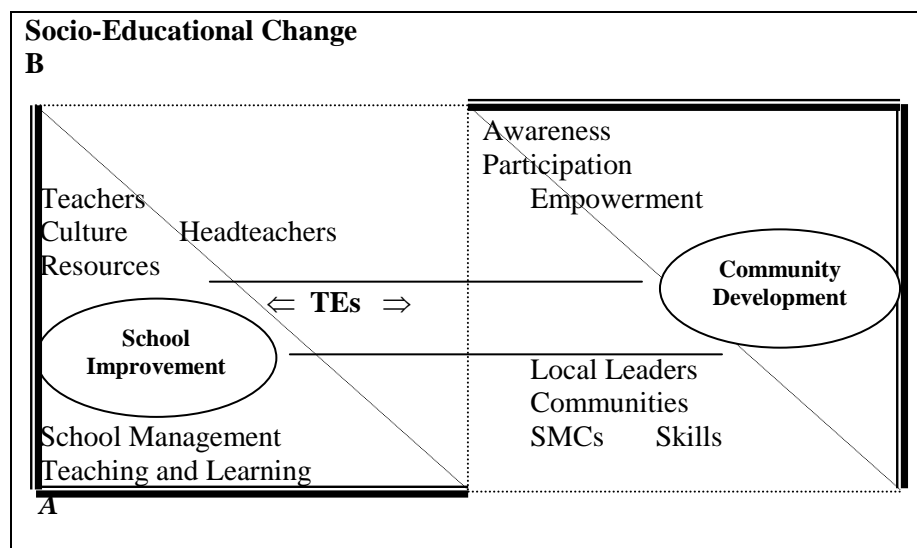 Socio-Educational Change
B
Awareness
Participation
Empowerment
Teachers
Culture Headteachers
Resources
⇐ TEs ⇒
Community
Development
School
Improvement
Local Leaders
Communities
SMCs Skills
School Management
Teaching and Learning
A